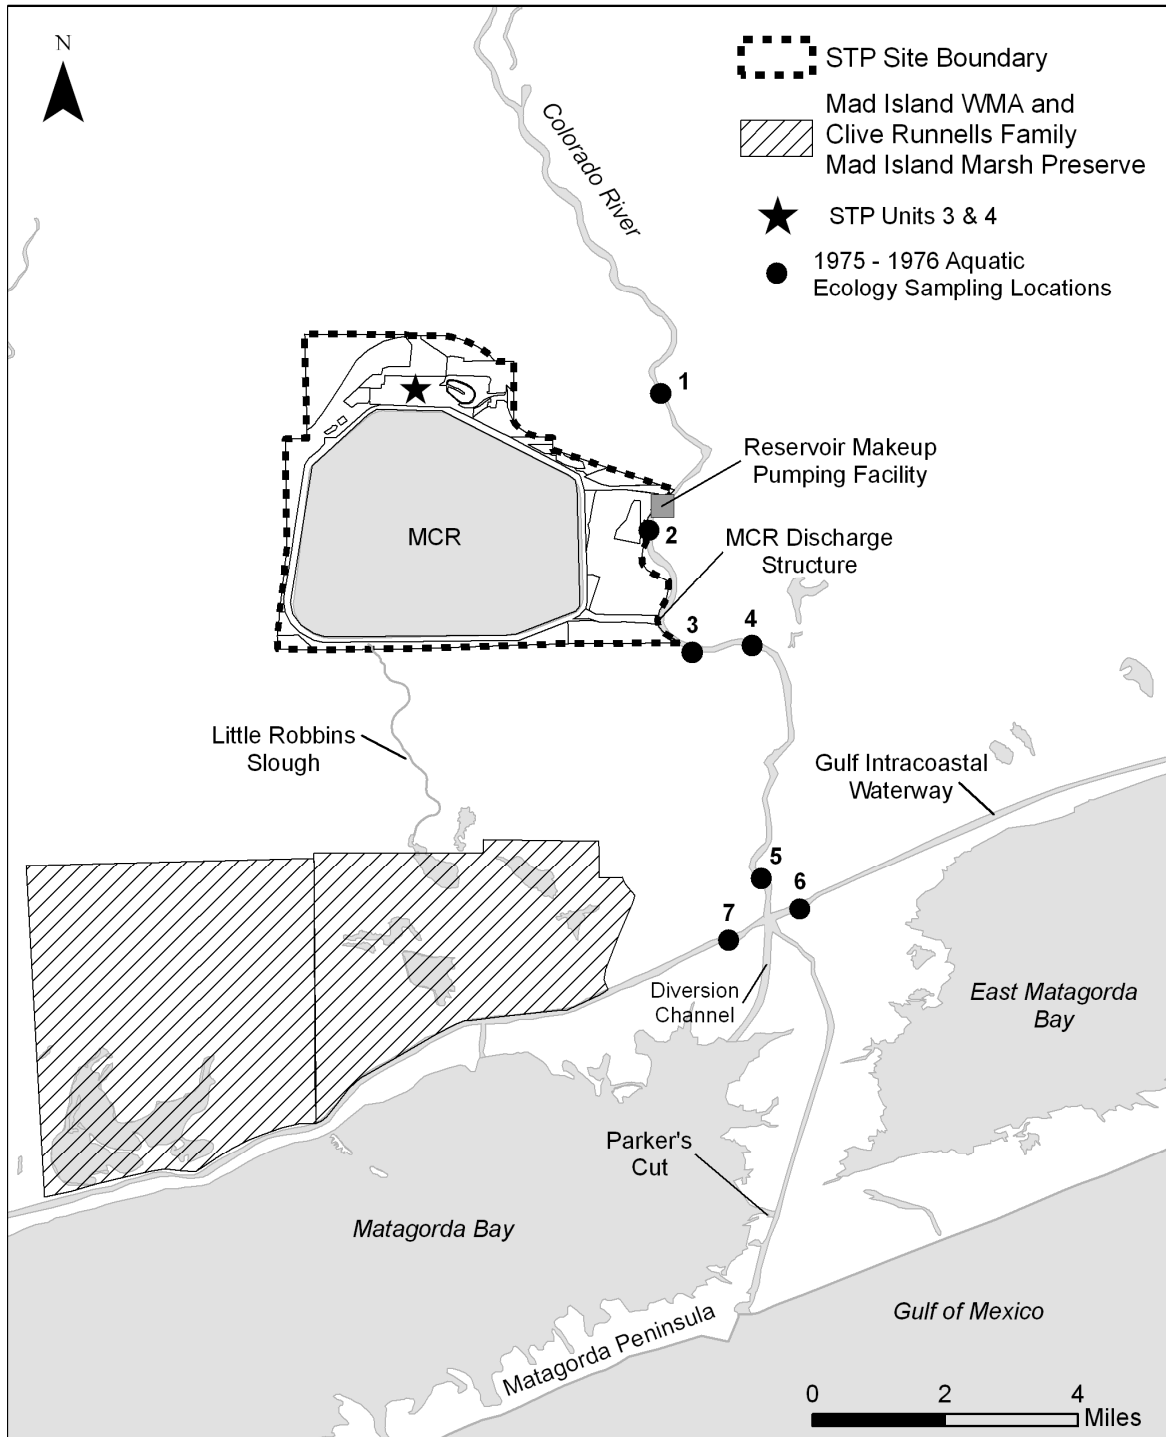 N
STP Site Boundary
Mad Island WMA and
Clive Runnells Family
Mad Island Marsh Preserve
STP Units 3 & 4
1975 - 1976 Aquatic
Ecology Sampling Locations
Colorado River
1
Reservoir Makeup
Pumping Facility
MCR
2
MCR Discharge
Structure
3
4
Little Robbins
Slough
Gulf Intracoastal
Waterway
5
6
7
Diversion
Channel
East Matagorda
Bay
Parker's
Cut
Matagorda Bay
Gulf of Mexico
Matagorda Peninsula
0 2 4
Miles